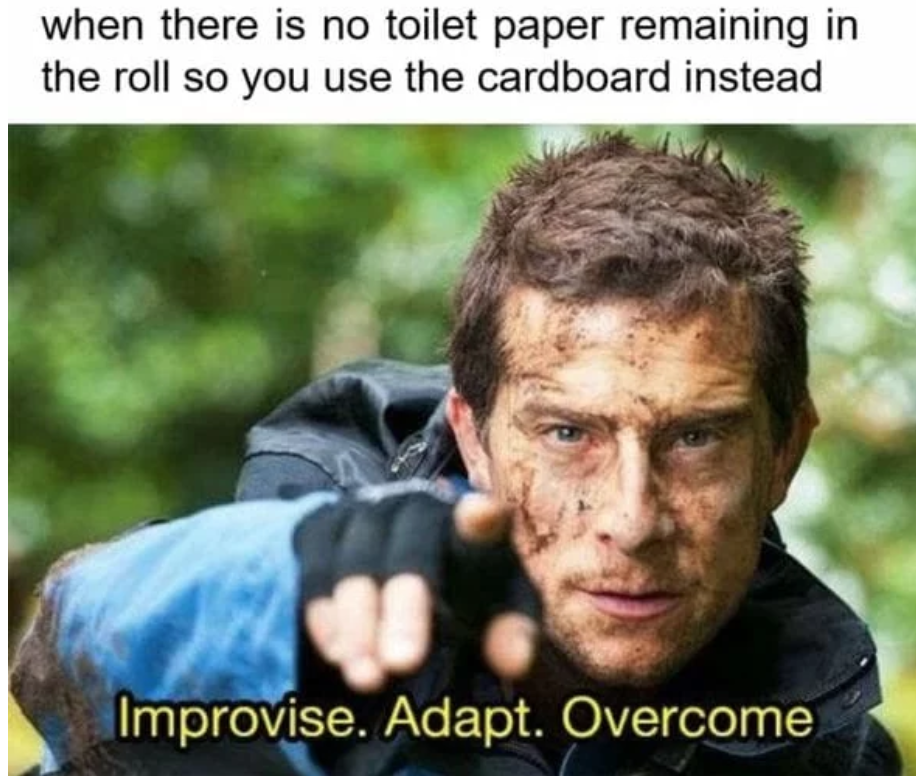 when there is no toilet paper remaining in
the roll so you use the cardboard instead
Improvise. Adapt. Overcome